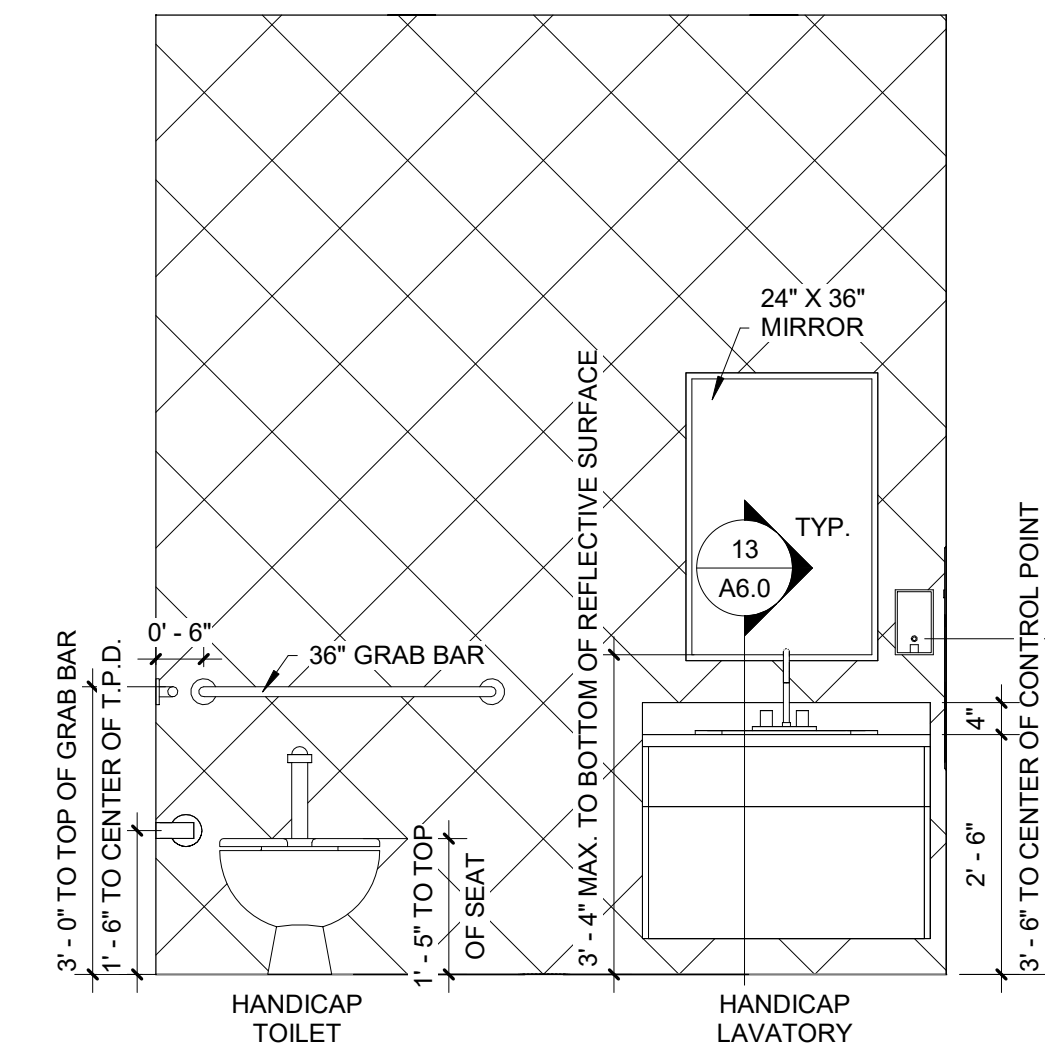 24" X 36"
MIRROR
TYP.
13
A6.0
0' - 6"
36" GRAB BAR
3' - 0" TO TOP OF GRAB BAR
1' - 6" TO CENTER OF T.P.D.
1' - 5" TO TOP
OF SEAT
3' - 4" MAX. TO BOTTOM OF REFLECTIVE SURFACE
4"
2' - 6"
3' - 6" TO CENTER OF CONTROL POINT
HANDICAP
TOILET
HANDICAP
LAVATORY